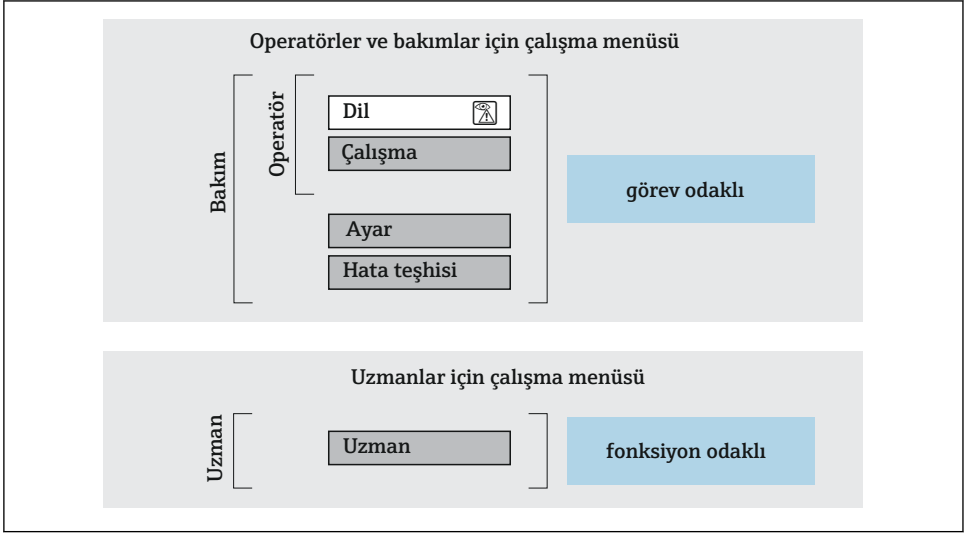 Operatörler ve bakımlar için çalışma menüsü
Bakım
Operatör
Dil
Çalışma
Ayar
Hata teşhisi
görev odaklı
Uzmanlar için çalışma menüsü
Uzman
Uzman
fonksiyon odaklı